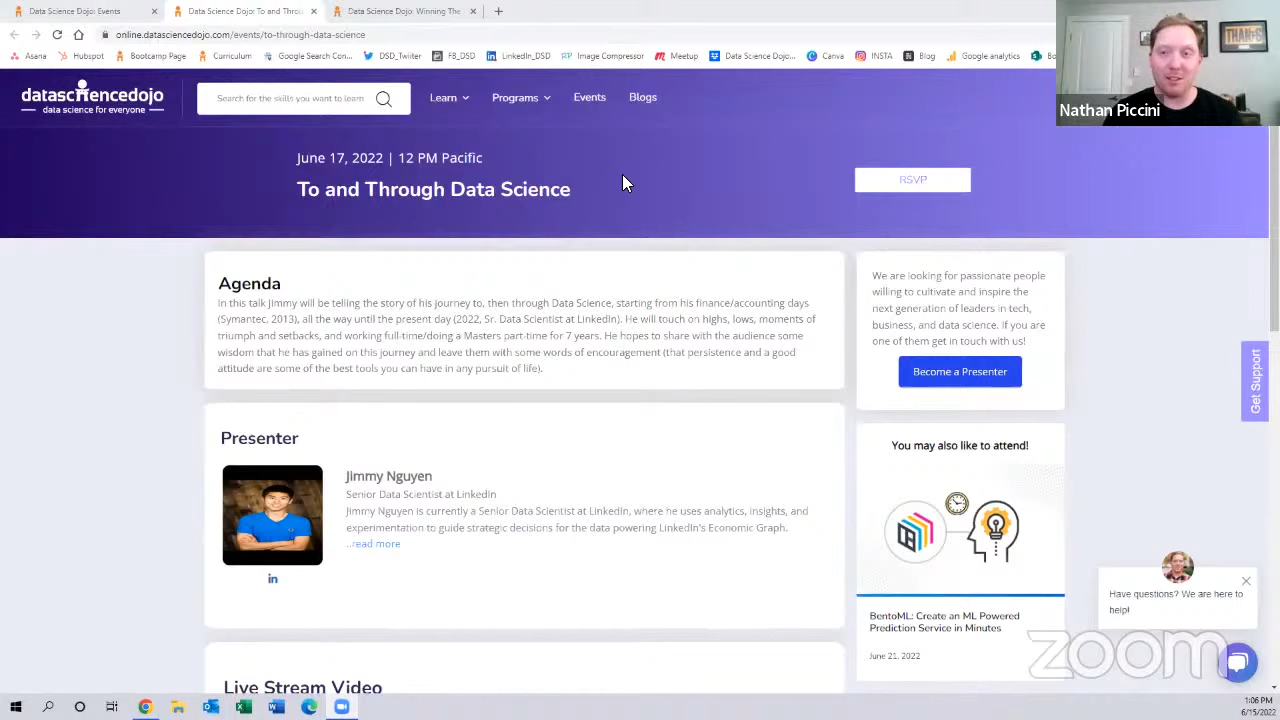 Data Science Dojo: Events
Data Science Dojo: To and Throu
Data Science Dojo: Winning The
online.datasciencedojo.com/events/to-through-data-science
Asana
Hubspot
Bootcamp Page
Curriculum
Google Search Con...
DSD_Twiiter
FB_DSD
LinkedIn_DSD
Image Compressor
Meetup
Data Science Dojo...
Canva
INSTA
Blog
Google analytics
Nathan Piccini
datasciencedojo
data science for everyone
Search for the skills you want to learn
Learn
Programs
Events
Blogs
June 17, 2022 | 12 PM Pacific
To and Through Data Science
RSVP
Agenda
In this talk Jimmy will be telling the story of his journey to, then through Data Science, starting from his finance/accounting days
(Symantec, 2013), all the way until the present day (2022, Sr. Data Scientist at LinkedIn). He will touch on highs, lows, moments of
triumph and setbacks, and working full-time/doing a Masters part-time for 7 years. He hopes to share with the audience some
wisdom that he has gained on this journey and leave them with some words of encouragement (that persistence and a good
attitude are some of the best tools you can have in any pursuit of life).
We are looking for passionate people
willing to cultivate and inspire the
next generation of leaders in tech,
business, and data science. If you are
one of them get in touch with us!
Become a Presenter
Get Support
Presenter
Jimmy Nguyen
Senior Data Scientist at LinkedIn
Jimmy Nguyen is currently a Senior Data Scientist at LinkedIn, where he uses analytics, insights, and
experimentation to guide strategic decisions for the data powering LinkedIn's Economic Graph.
..read more
in
You may also like to attend!
BentoML: Create an ML Powered
Prediction Service in Minutes
June 21, 2022
Have questions? We are here to
help!
Live Stream Video
zoom
1:06 PM
6/15/2022